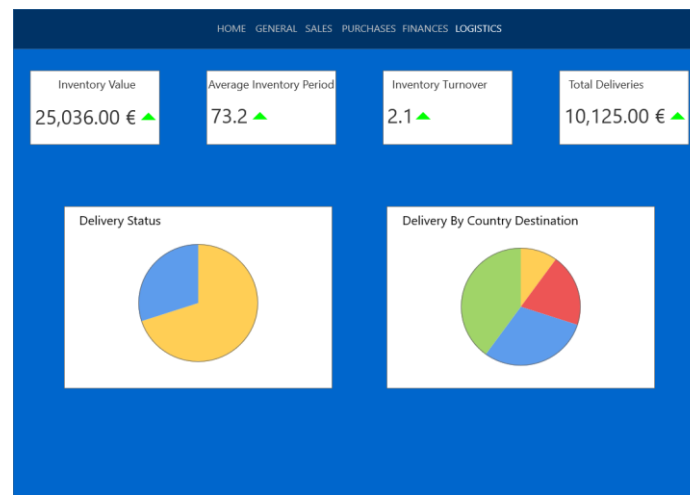 HOME GENERAL SALES PURCHASES FINANCES LOGISTICS
Inventory Value
25,036.00 €
Average Inventory Period
73.2
Inventory Turnover
2.1
Total Deliveries
10,125.00 €
Delivery Status
Delivery By Country Destination